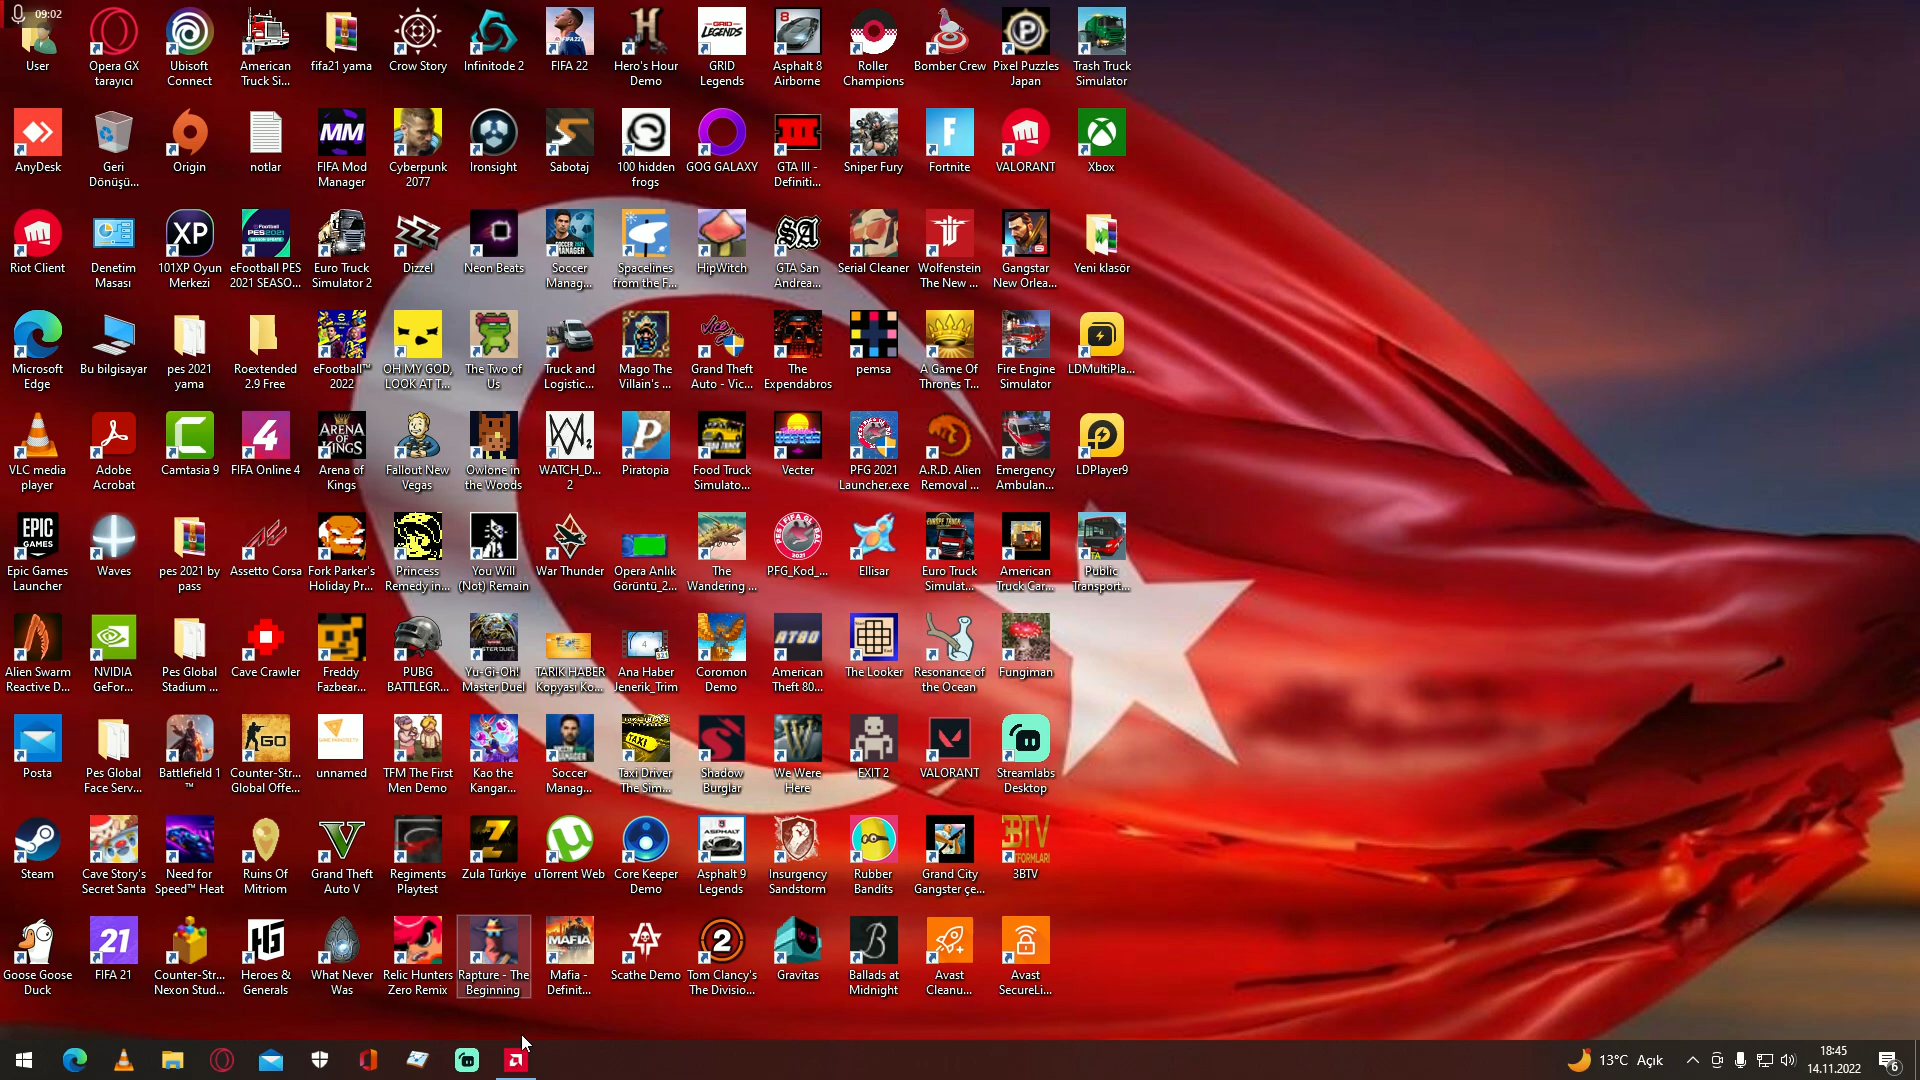 09:02
User
Opera GX
tarayıcı
Ubisoft
Connect
American
Truck Si...
fifa21 yama
Crow Story
Infinitode 2
FIFA 22
Hero's Hour
Demo
GRID
Legends
Asphalt 8
Airborne
Roller
Champions
Bomber Crew
Pixel Puzzles
Japan
Trash Truck
Simulator
AnyDesk
Geri
Dönüşü...
Origin
notlar
FIFA Mod
Manager
Cyberpunk
2077
Ironsight
Sabotaj
100 hidden
frogs
GOG GALAXY
GTA III -
Definiti...
Sniper Fury
Fortnite
VALORANT
Xbox
Riot Client
Denetim
Masası
101XP Oyun
Merkezi
eFootball PES
2021 SEASO...
Euro Truck
Simulator 2
Dizzel
Neon Beats
Soccer
Manag...
Spacelines
from the F...
HipWitch
GTA San
Andrea...
Serial Cleaner
Wolfenstein
The New ...
Gangstar
New Orlea...
Yeni klasör
Microsoft
Edge
Bu bilgisayar
pes 2021
yama
Roextended
2.9 Free
eFootball™
2022
OH MY GOD,
LOOK AT T...
The Two of
Us
Truck and
Logistic...
Mago The
Villain's ...
Grand Theft
Auto - Vic...
The
Expendabros
pemsa
A Game Of
Thrones T...
Fire Engine
Simulator
LDMultiPla...
VLC media
player
Adobe
Acrobat
Camtasia 9
FIFA Online 4
Arena of
Kings
Fallout New
Vegas
Owlone in
the Woods
WATCH_D...
2
Piratopia
Food Truck
Simulato...
Vecter
PFG 2021
Launcher.exe
A.R.D. Alien
Removal ...
Emergency
Ambulan...
LDPlayer9
Epic Games
Launcher
Waves
pes 2021 by
pass
Assetto Corsa
Fork Parker's
Holiday Pr...
Princess
Remedy in...
You Will
(Not) Remain
War Thunder
Opera Anlık
Görüntü_2...
The
Wandering ...
PFG_Kod_...
Ellisar
Euro Truck
Simulat...
American
Truck Car...
Public
Transport...
Alien Swarm
Reactive D...
NVIDIA
GeFor...
Pes Global
Stadium ...
Cave Crawler
Freddy
Fazbear...
PUBG
BATTLEGR...
Yu-Gi-Oh!
Master Duel
TARIK HABER
Kopyası Ko...
Ana Haber
Jenerik_Trim
Coromon
Demo
American
Theft 80...
The Looker
Resonance of
the Ocean
Fungiman
Posta
Pes Global
Face Serv...
Battlefield 1
™
Counter-Str...
Global Offe...
unnamed
TFM The First
Men Demo
Kao the
Kangar...
Soccer
Manag...
Taxi Driver
The Sim...
Shadow
Burglar
We Were
Here
EXIT 2
VALORANT
Streamlabs
Desktop
Steam
Cave Story's
Secret Santa
Need for
Speed™ Heat
Ruins Of
Mitriom
Grand Theft
Auto V
Regiments
Playtest
Zula Türkiye
uTorrent Web
Core Keeper
Demo
Asphalt 9
Legends
Insurgency
Sandstorm
Rubber
Bandits
Grand City
Gangster çe...
3BTV
Goose Goose
Duck
FIFA 21
Counter-Str...
Nexon Stud...
Heroes &
Generals
What Never
Was
Relic Hunters
Zero Remix
Rapture - The
Beginning
Mafia -
Definit...
Scathe Demo
Tom Clancy's
The Divisio...
Gravitas
Ballads at
Midnight
Avast
Cleanu...
Avast
SecureLi...
13°C Açık
18:45
14.11.2022
6